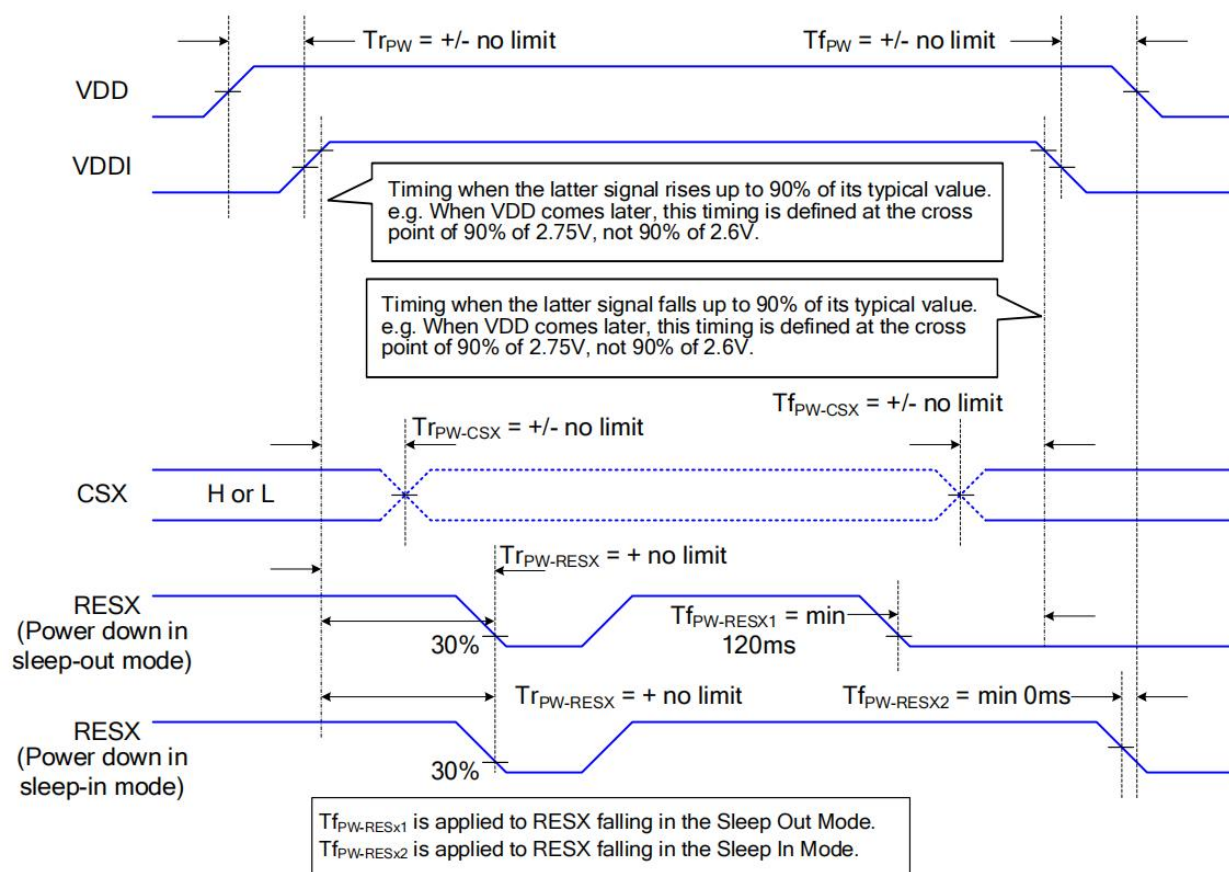 TrPW = +/- no limit
TfPW = +/- no limit
VDD
VDDI
Timing when the latter signal rises up to 90% of its typical value.
e.g. When VDD comes later, this timing is defined at the cross
point of 90% of 2.75V, not 90% of 2.6V.
Timing when the latter signal falls up to 90% of its typical value.
e.g. When VDD comes later, this timing is defined at the cross
point of 90% of 2.75V, not 90% of 2.6V.
TfPW-CSX = +/- no limit
TrPW-CSX = +/- no limit
CSX
H or L
TrPW-RESX = + no limit
RESX
(Power down in
sleep-out mode)
30%
TfPW-RESX1 = min
120ms
TrPW-RESX = + no limit
TfPW-RESX2 = min 0ms
RESX
(Power down in
sleep-in mode)
30%
TfPW-RESx1 is applied to RESX falling in the Sleep Out Mode.
TfPW-RESx2 is applied to RESX falling in the Sleep In Mode.